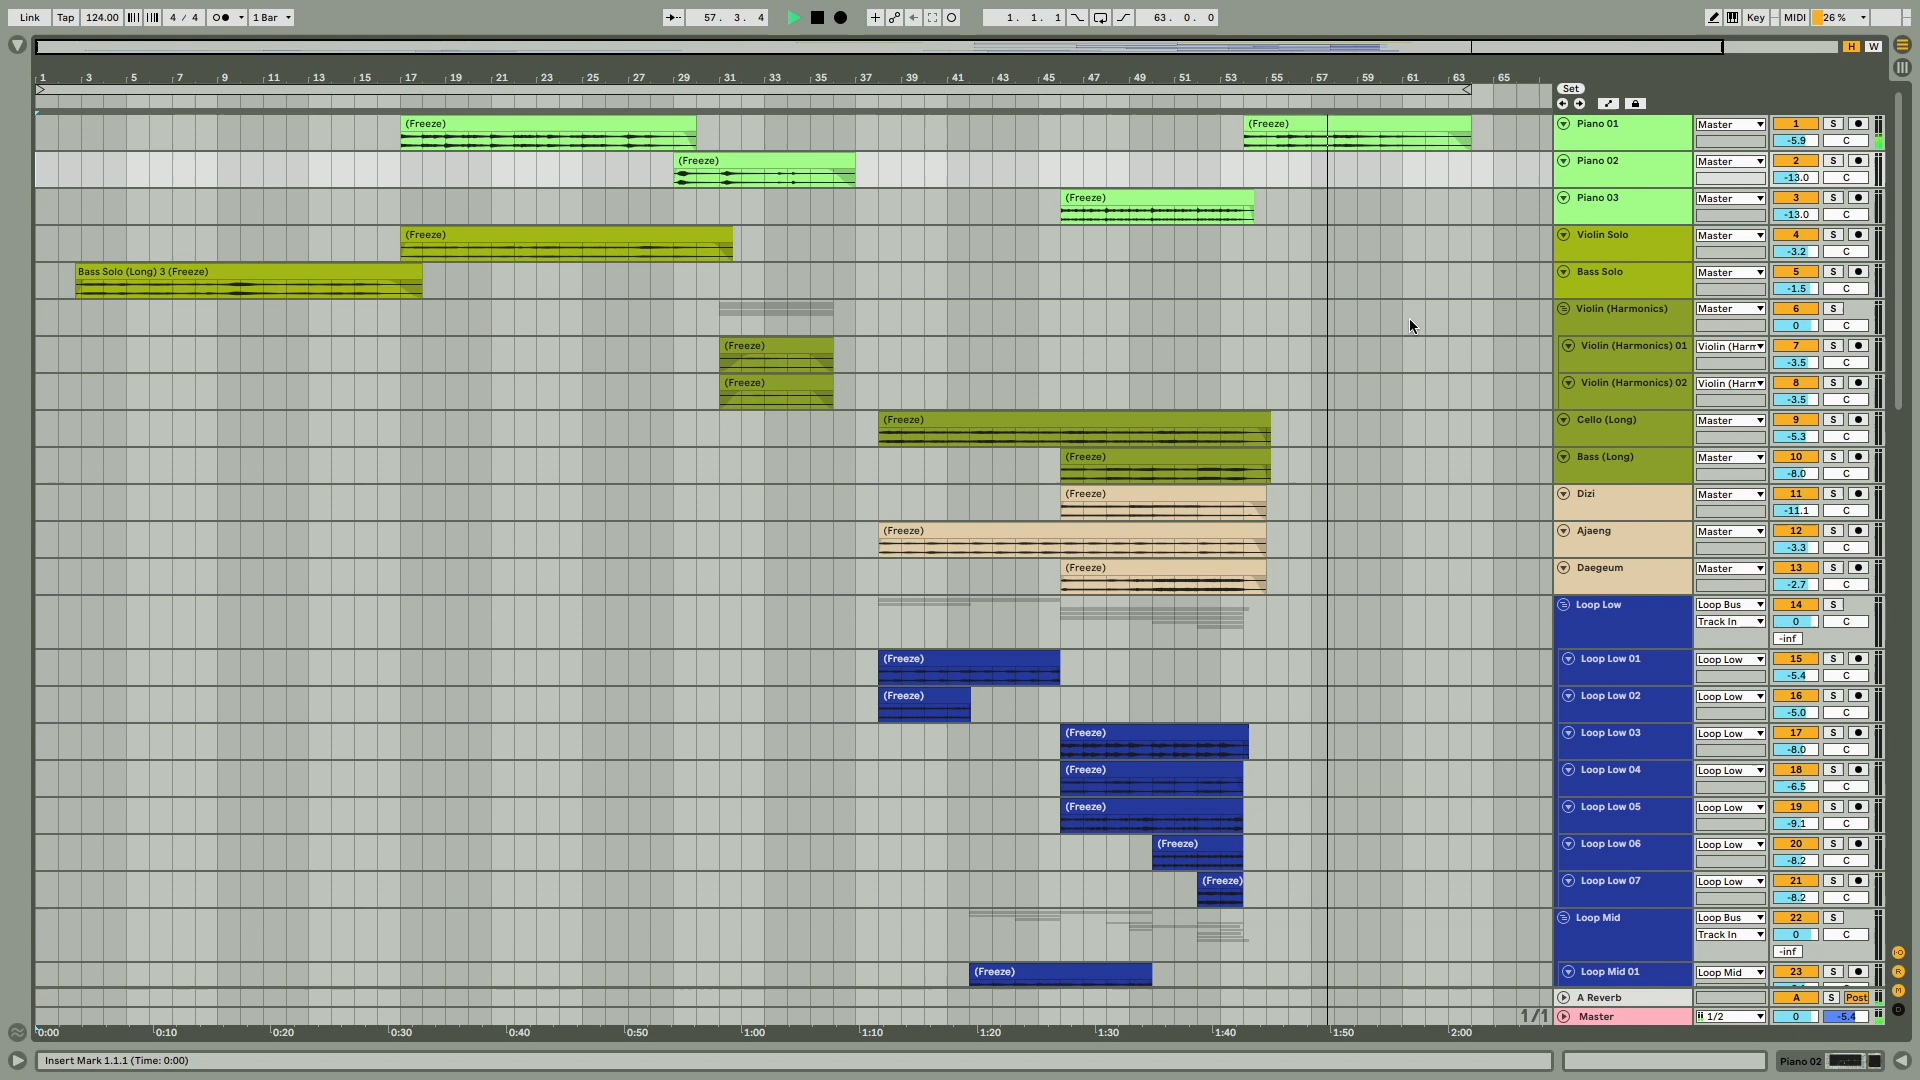 Link Tap 124.00 4 / 4 1 Bar 57. 3. 4 1. 1. 1 63. 0. 0 Key MIDI 26 %
H W
1 3 5 7 9 11 13 15 17 19 21 23 25 27 29 31 33 35 37 39 41 43 45 47 49 51 53 55 57 59 61 63 65
Set
(Freeze) (Freeze) Piano 01 Master 1 S
-5.9 C
(Freeze) Piano 02 Master 2 S
-13.0 C
(Freeze) Piano 03 Master 3 S
-13.0 C
(Freeze) Violin Solo Master 4 S
-3.2 C
Bass Solo (Long) 3 (Freeze) Bass Solo Master 5 S
-1.5 C
Violin (Harmonics) Master 6 S
0 C
(Freeze) Violin (Harmonics) 01 Violin (Harm 7 S
-3.5 C
(Freeze) Violin (Harmonics) 02 Violin (Harm 8 S
-3.5 C
(Freeze) Cello (Long) Master 9 S
-5.3 C
(Freeze) Bass (Long) Master 10 S
-8.0 C
(Freeze) Dizi Master 11 S
-11.1 C
(Freeze) Ajaeng Master 12 S
-3.3 C
(Freeze) Daegeum Master 13 S
-2.7 C
Loop Low Loop Bus 14 S
Track In 0 C
-inf
(Freeze) Loop Low 01 Loop Low 15 S
-5.4 C
(Freeze) Loop Low 02 Loop Low 16 S
-5.0 C
(Freeze) Loop Low 03 Loop Low 17 S
-8.0 C
(Freeze) Loop Low 04 Loop Low 18 S
-6.5 C
(Freeze) Loop Low 05 Loop Low 19 S
-9.1 C
(Freeze) Loop Low 06 Loop Low 20 S
-8.2 C
(Freeze) Loop Low 07 Loop Low 21 S
-8.2 C
Loop Mid Loop Bus 22 S
Track In 0 C
-inf
(Freeze) Loop Mid 01 Loop Mid 23 S
A Reverb A S Post
1/1 Master 1/2 0 -5.4
0:00 0:10 0:20 0:30 0:40 0:50 1:00 1:10 1:20 1:30 1:40 1:50 2:00
Insert Mark 1.1.1 (Time: 0:00) Piano 02